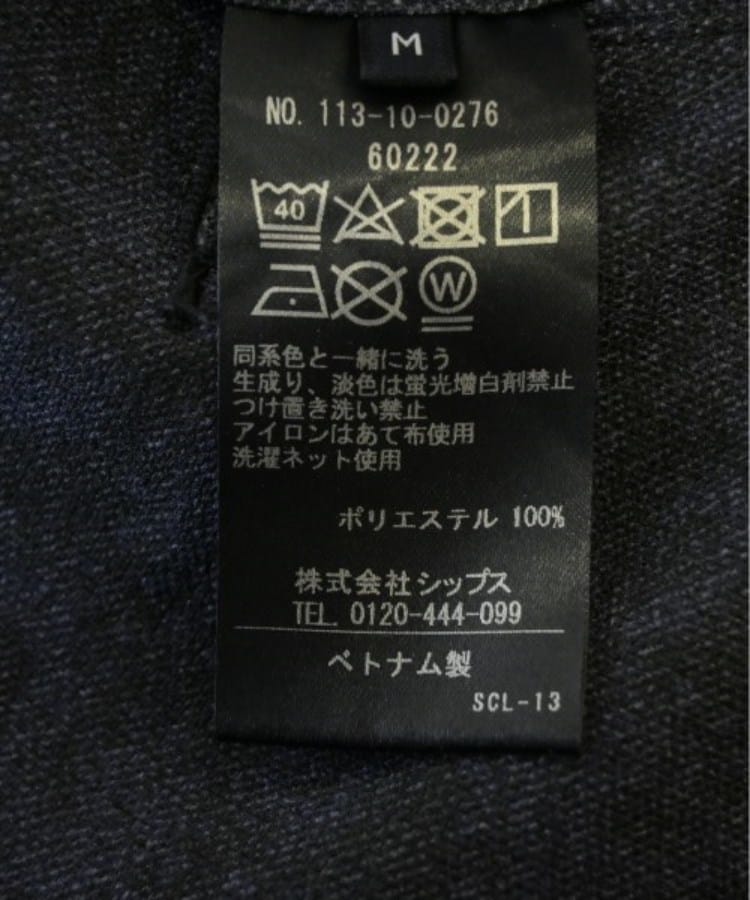 M
NO. 113-10-0276
60222
40
W
同系色と一緒に洗う
生成り、淡色は蛍光増白剤禁止
つけ置き洗い禁止
アイロンはあて布使用
洗濯ネット使用
ポリエステル 100%
株式会社シップス
TEL. 0120-444-099
ベトナム製
SCL-13